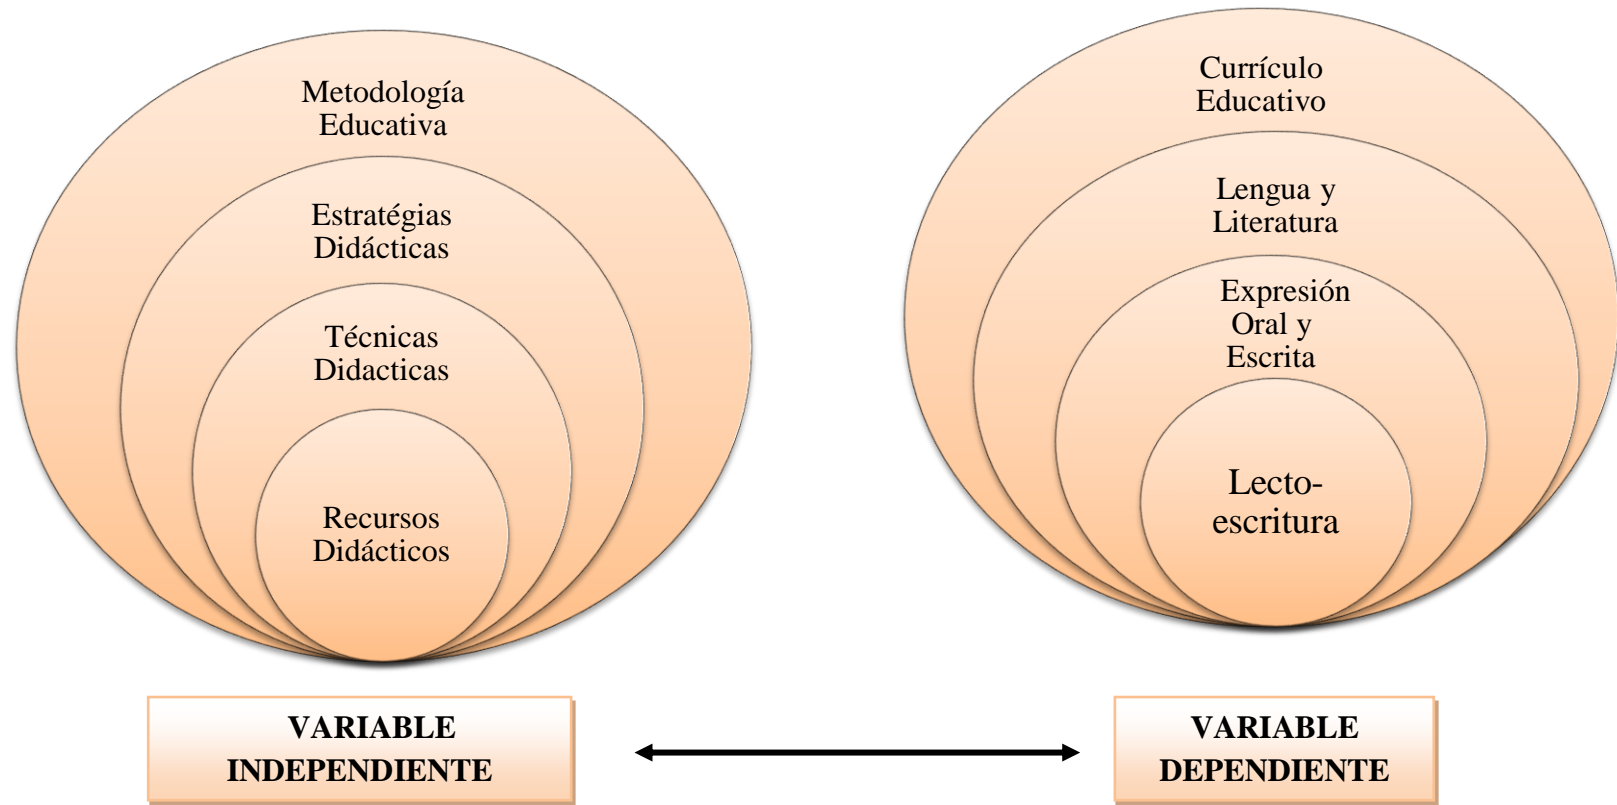 Metodología
Educativa
Estratégias
Didácticas
Técnicas
Didacticas
Recursos
Didácticos
VARIABLE
INDEPENDIENTE
Currículo
Educativo
Lengua y
Literatura
Expresión
Oral y
Escrita
Lecto-
escritura
VARIABLE
DEPENDIENTE